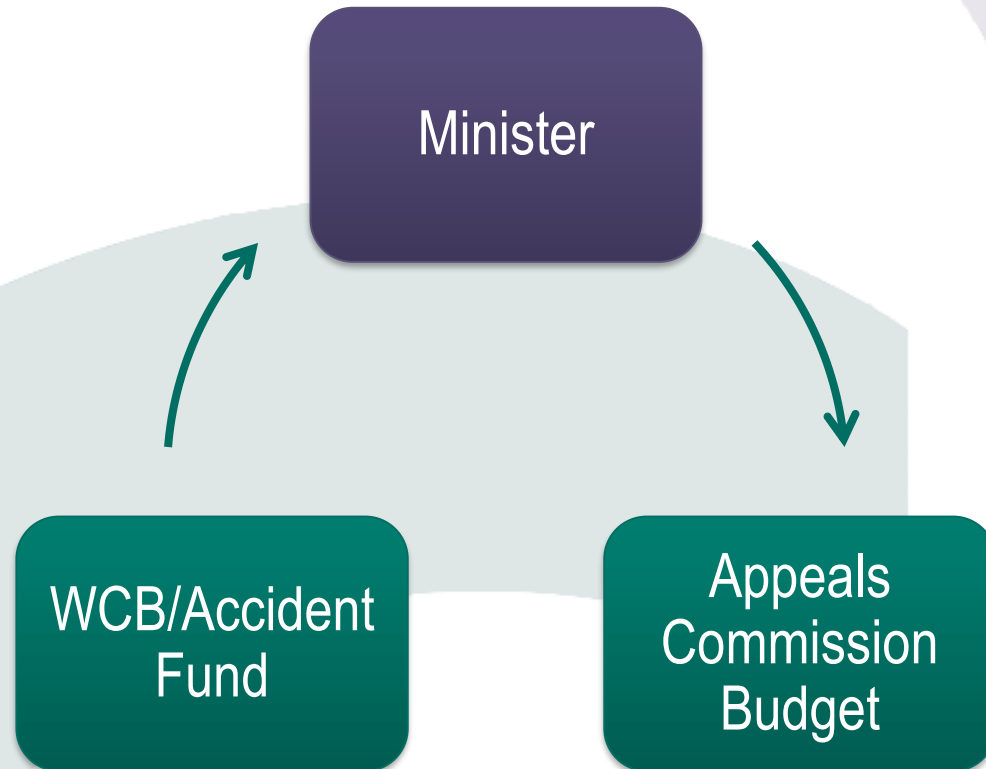 Minister
WCB/Accident
Fund
Appeals
Commission
Budget